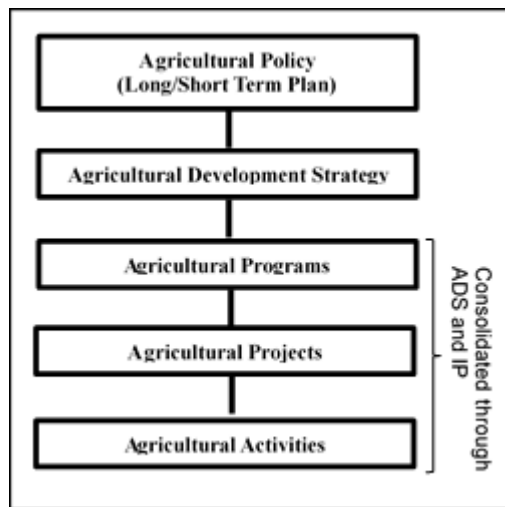 Agricultural Policy
(Long/Short Term Plan)
Agricultural Development Strategy
Agricultural Programs
Agricultural Projects
Agricultural Activities
Consolidated through
ADS and IP